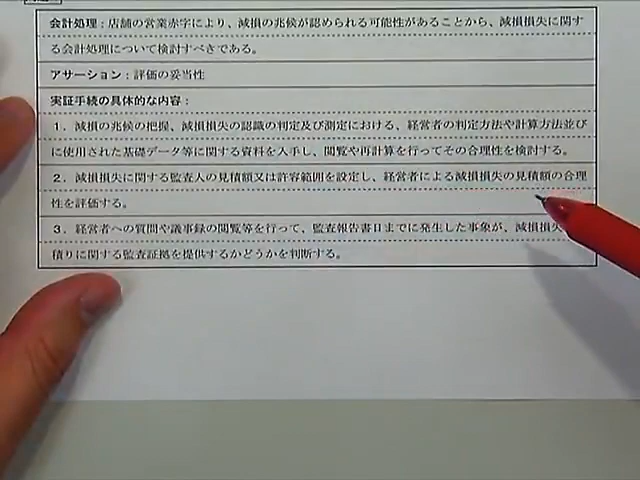 会計処理：店舗の営業赤字により、減損の兆候が認められる可能性があることから、減損損失に関す
る会計処理について検討すべきである。
アサーション：評価の妥当性
実証手続の具体的な内容：
１．減損の兆候の把握、減損損失の認識の判定及び測定における、経営者の判定方法や計算方法並び
に使用された基礎データ等に関する資料を入手し、閲覧や再計算を行ってその合理性を検討する。
２．減損損失に関する監査人の見積額又は許容範囲を設定し、経営者による減損損失の見積額の合理
性を評価する。
３．経営者への質問や議事録の閲覧等を行って、監査報告書日までに発生した事象が、減損損失
積りに関する監査証拠を提供するかどうかを判断する。